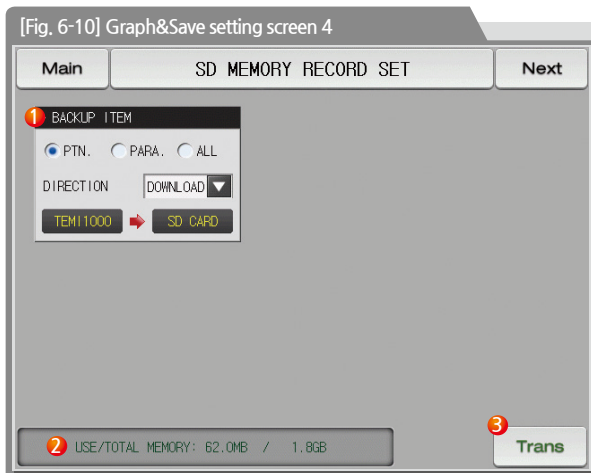 [Fig. 6-10] Graph&Save setting screen 4
Main SD MEMORY RECORD SET Next
1 BACKUP ITEM
PTN. PARA. ALL
DIRECTION DOWNLOAD
TEMI1000 SD CARD
2 USE/TOTAL MEMORY: 62.0MB / 1.8GB
3
Trans